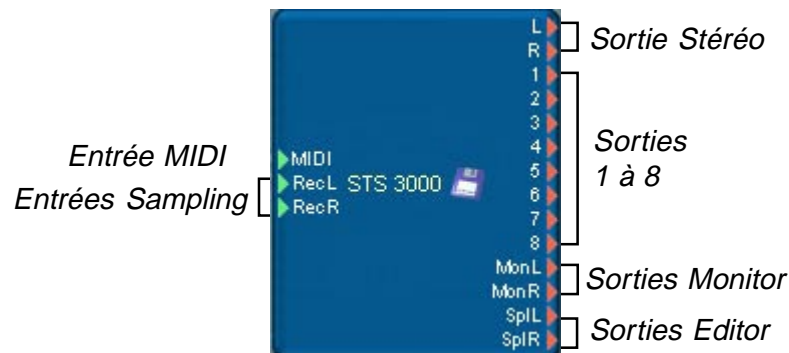 L
R
Sortie Stéréo
1
2
3
4
5
6
7
8
Sorties
1 à 8
Entrée MIDI
Entrées Sampling
MIDI
RecL
STS 3000
RecR
MonL
MonR
Sorties Monitor
SplL
SplR
Sorties Editor